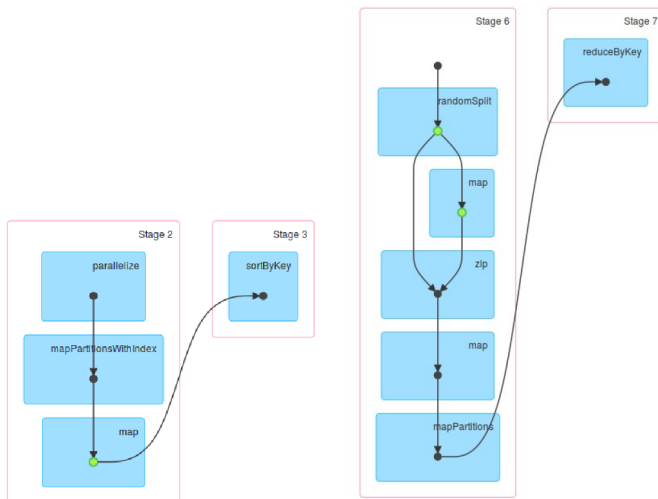 Stage 2
parallelize
mapPartitionsWithIndex
map
Stage 3
sortByKey
Stage 6
randomSplit
map
zip
map
mapPartitions
Stage 7
reduceByKey